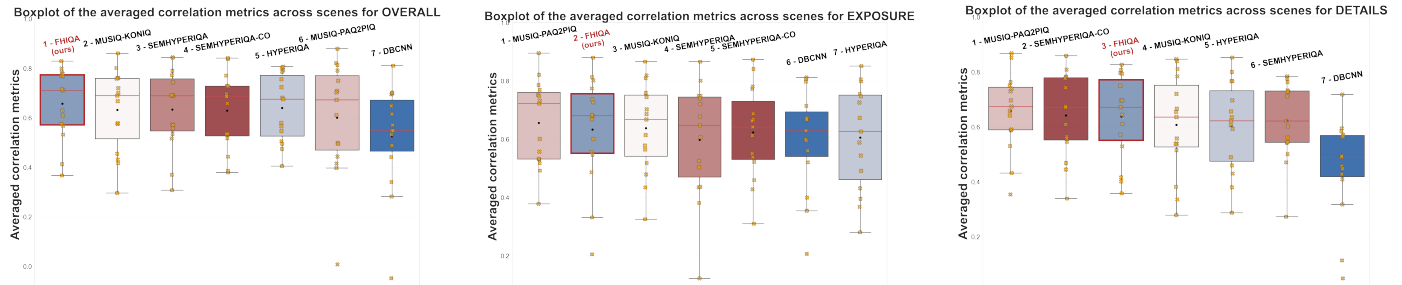 Boxplot of the averaged correlation metrics across scenes for OVERALL
1 - FHIQA
(ours)
2 - MUSIQ-KONIQ
3 - SEMHYPERIQA
4 - SEMHYPERIQA-CO
5 - HYPERIQA
6 - MUSIQ-PAQ2PIQ
7 - DBCNN
Averaged correlation metrics
0.8
0.6
0.4
0.2
0.0
Boxplot of the averaged correlation metrics across scenes for EXPOSURE
1 - MUSIQ-PAQ2PIQ
2 - FHIQA
(ours)
3 - MUSIQ-KONIQ
4 - SEMHYPERIQA
5 - SEMHYPERIQA-CO
6 - DBCNN
7 - HYPERIQA
Averaged correlation metrics
0.8
0.6
0.4
0.2
Boxplot of the averaged correlation metrics across scenes for DETAILS
1 - MUSIQ-PAQ2PIQ
2 - SEMHYPERIQA-CO
3 - FHIQA
(ours)
4 - MUSIQ-KONIQ
5 - HYPERIQA
6 - SEMHYPERIQA
7 - DBCNN
Averaged correlation metrics
0.8
0.6
0.4
0.2